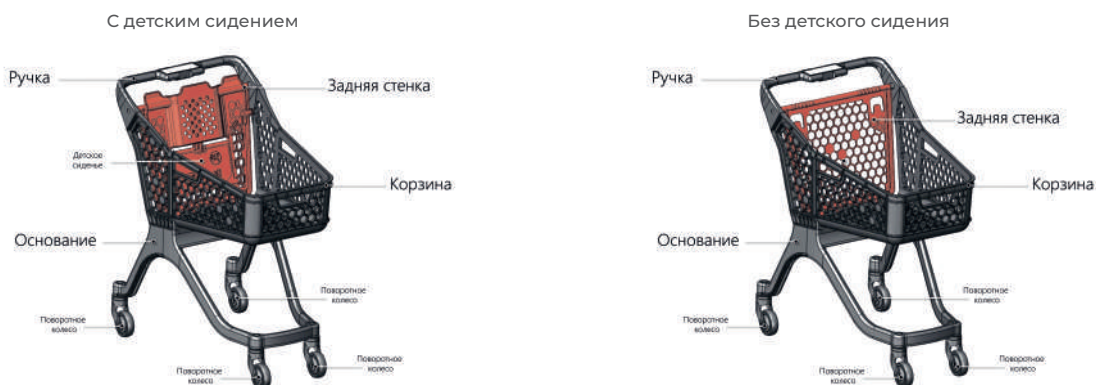 С детским сидением
Ручка
Задняя стенка
Детское
сиденье
Корзина
Основание
Поворотное
колесо
Поворотное
колесо
Поворотное
колесо
Поворотное
колесо
Без детского сидения
Ручка
Задняя стенка
Корзина
Основание
Поворотное
колесо
Поворотное
колесо
Поворотное
колесо
Поворотное
колесо